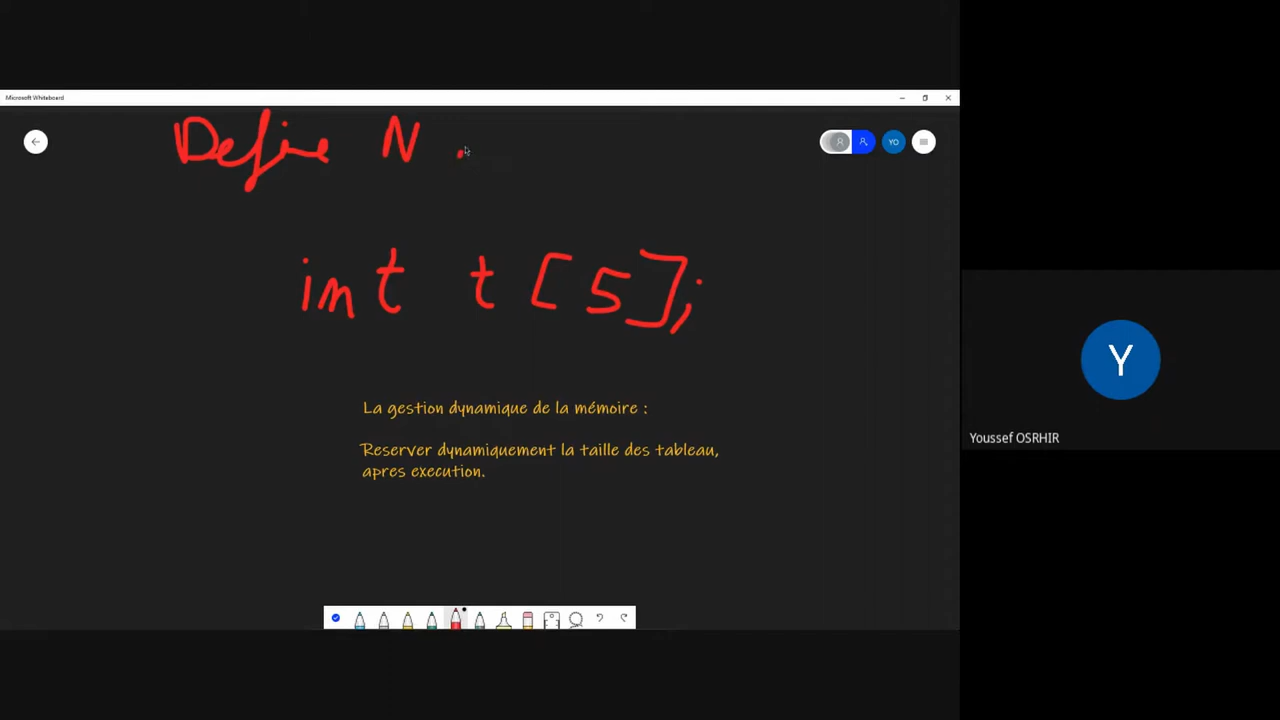 Microsoft Whiteboard
Define N .
YO
int t[5];
Y
La gestion dynamique de la mémoire :
Youssef OSRHIR
Reserver dynamiquement la taille des tableau,
apres execution.